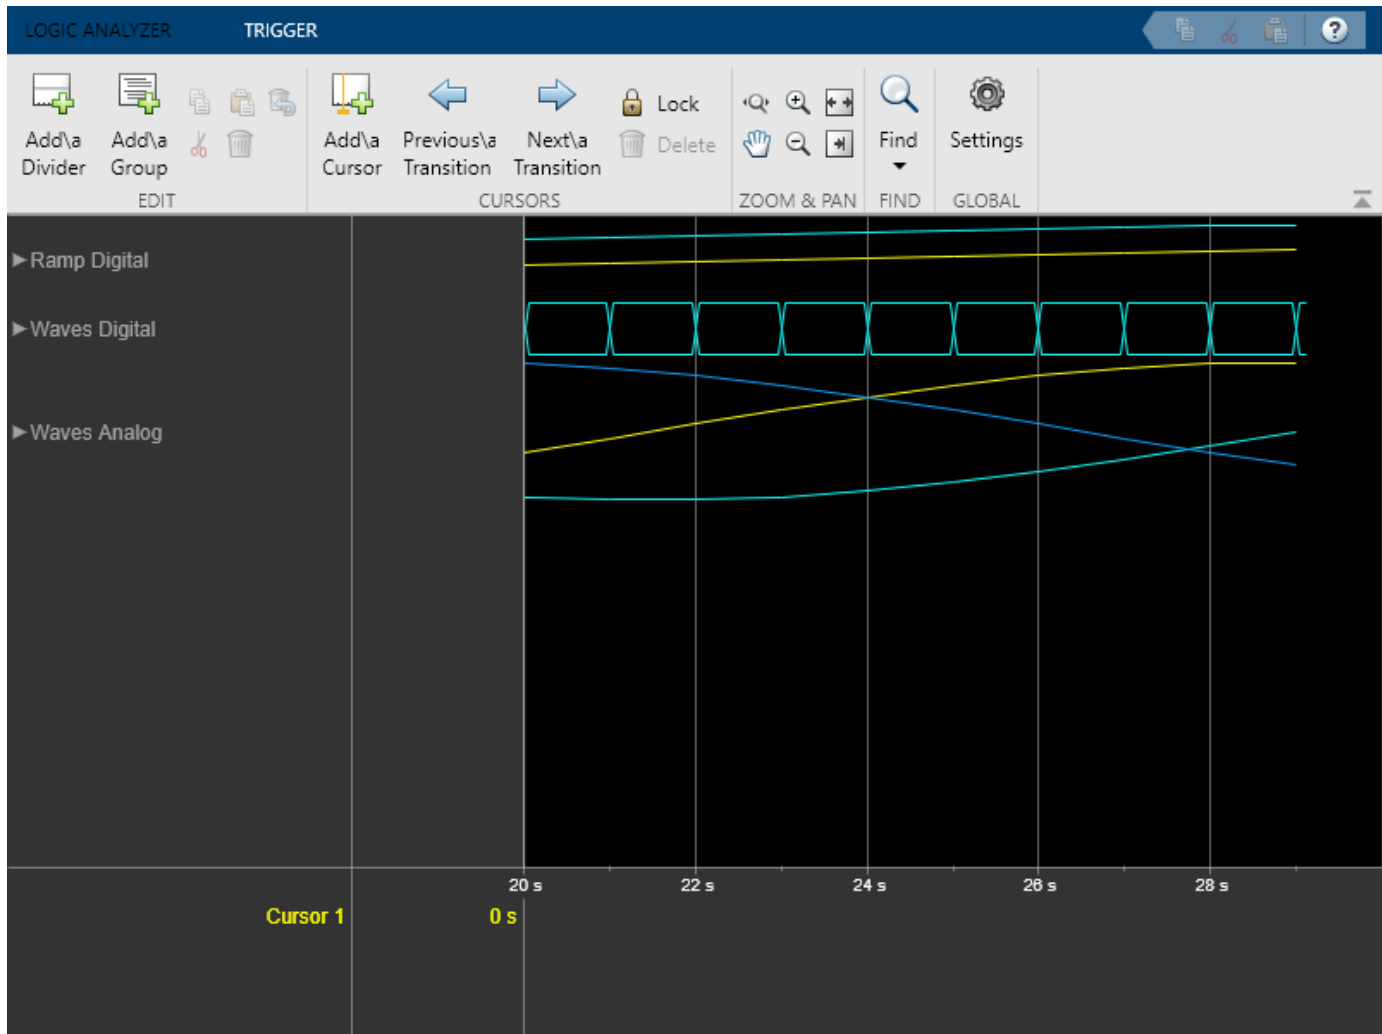 LOGIC ANALYZER TRIGGER
Add\a Divider
Add\a Group
EDIT
Add\a Cursor
Previous\a Transition
Next\a Transition
Lock
Delete
CURSORS
ZOOM & PAN
Find
FIND
Settings
GLOBAL
Ramp Digital
Waves Digital
Waves Analog
20 s 22 s 24 s 26 s 28 s
Cursor 1 0 s